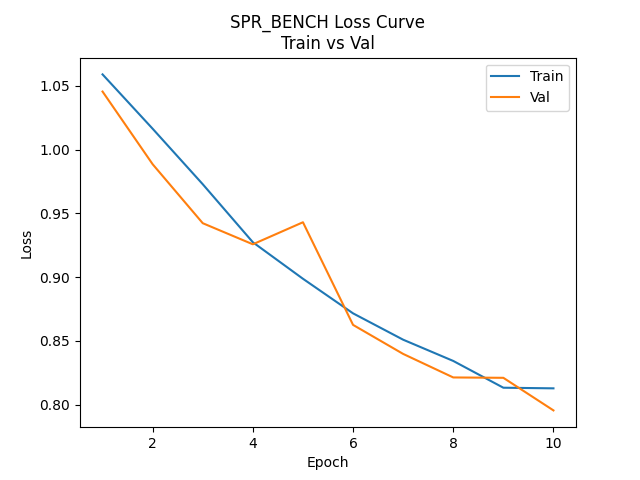 SPR_BENCH Loss Curve
Train vs Val
Train
Val
1.05
1.00
0.95
0.90
0.85
0.80
Loss
2
4
6
8
10
Epoch